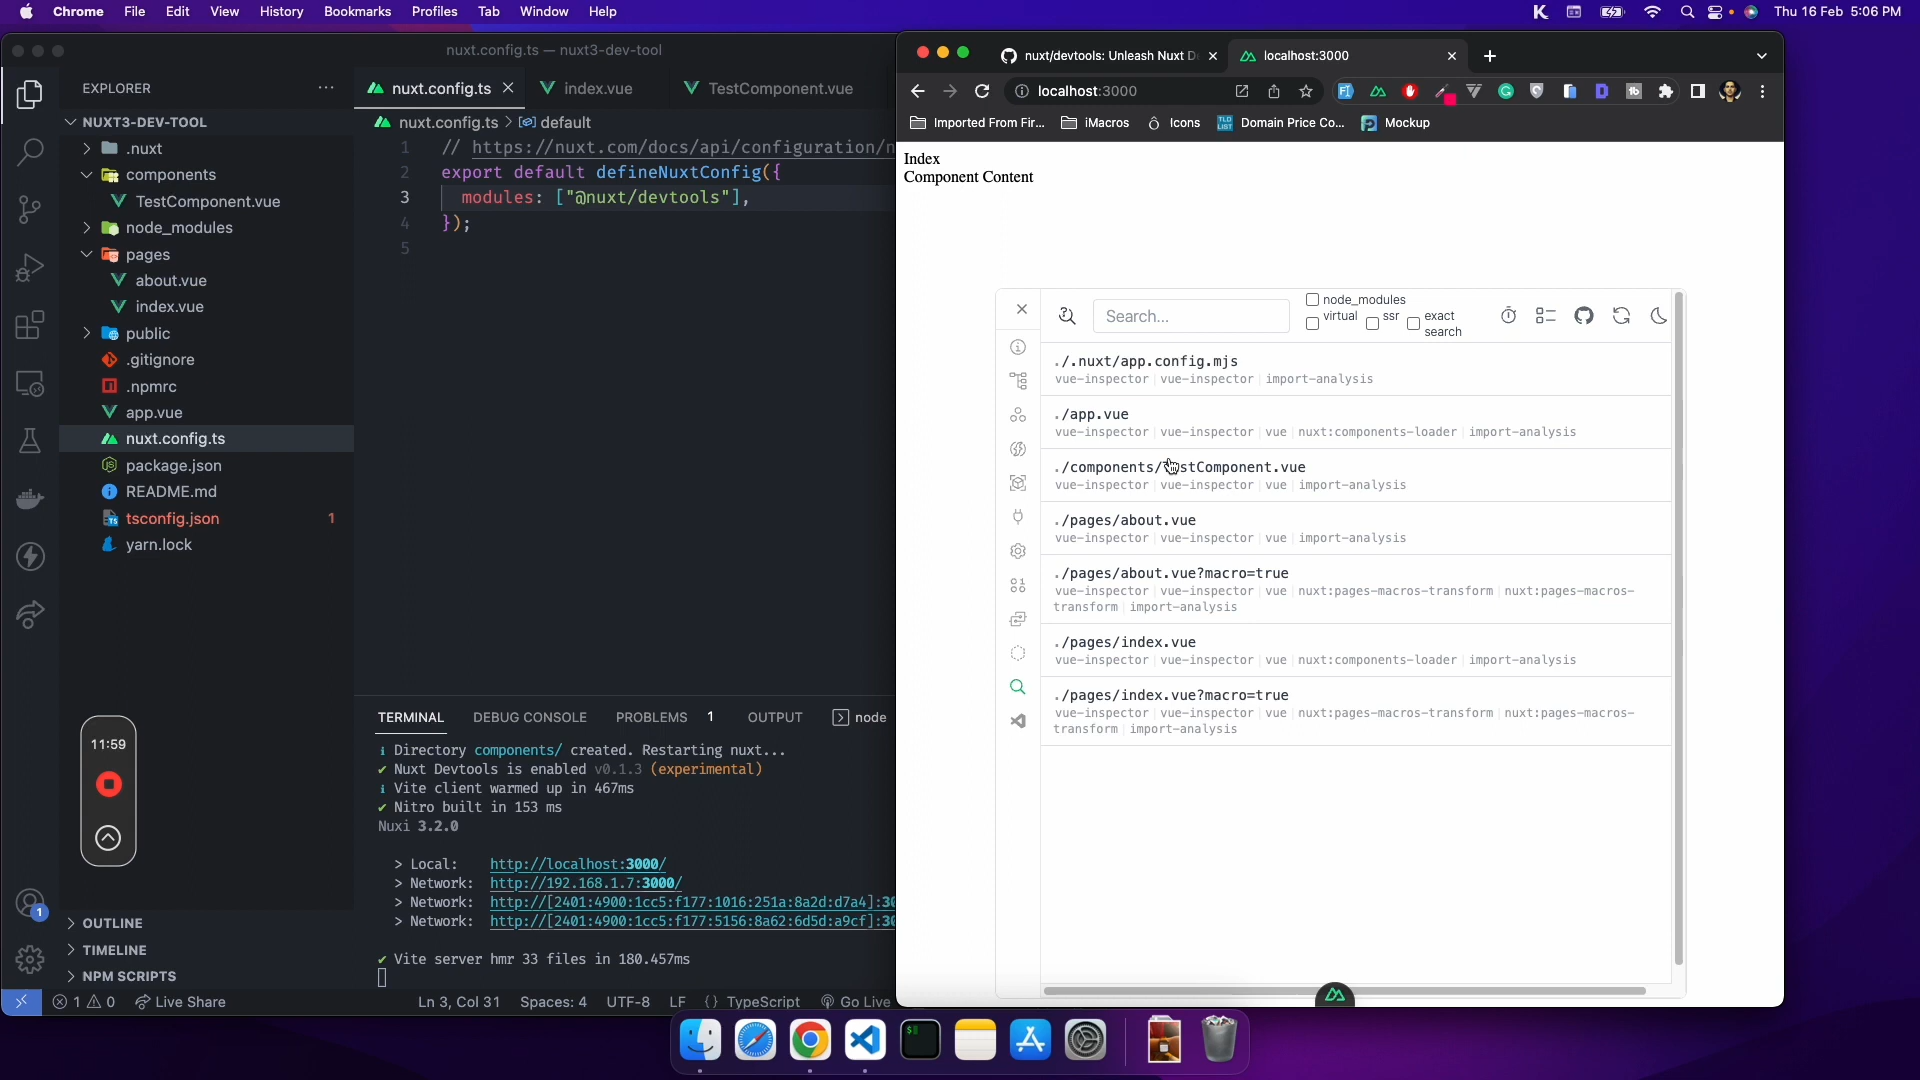 Chrome File Edit View History Bookmarks Profiles Tab Window Help
Thu 16 Feb 5:06 PM
nuxt.config.ts — nuxt3-dev-tool
EXPLORER
NUXT3-DEV-TOOL
.nuxt
components
TestComponent.vue
node_modules
pages
about.vue
index.vue
public
.gitignore
.npmrc
app.vue
nuxt.config.ts
package.json
README.md
tsconfig.json 1
yarn.lock
11:59
1
OUTLINE
TIMELINE
NPM SCRIPTS
nuxt.config.ts index.vue TestComponent.vue
nuxt.config.ts > default
1 // https://nuxt.com/docs/api/configuration/n
2 export default defineNuxtConfig({
3 modules: ["@nuxt/devtools"],
4 });
5
TERMINAL DEBUG CONSOLE PROBLEMS 1 OUTPUT node
i Directory components/ created. Restarting nuxt...
✔ Nuxt Devtools is enabled v0.1.3 (experimental)
i Vite client warmed up in 467ms
✔ Nitro built in 153 ms
Nuxi 3.2.0
> Local: http://localhost:3000/
> Network: http://192.168.1.7:3000/
> Network: http://[2401:4900:1cc5:f177:1016:251a:8a2d:d7a4]:30
> Network: http://[2401:4900:1cc5:f177:5156:8a62:6d5d:a9cf]:30
✔ Vite server hmr 33 files in 180.457ms
1 0 Live Share Ln 3, Col 31 Spaces: 4 UTF-8 LF {} TypeScript Go Live
nuxt/devtools: Unleash Nuxt D localhost:3000
localhost:3000
Imported From Fir... iMacros Icons Domain Price Co... Mockup
Index
Component Content
Search...
node_modules
virtual ssr exact search
./.nuxt/app.config.mjs
vue-inspector vue-inspector import-analysis
./app.vue
vue-inspector vue-inspector vue nuxt:components-loader import-analysis
./components/TestComponent.vue
vue-inspector vue-inspector vue import-analysis
./pages/about.vue
vue-inspector vue-inspector vue import-analysis
./pages/about.vue?macro=true
vue-inspector vue-inspector vue nuxt:pages-macros-transform nuxt:pages-macros-
transform import-analysis
./pages/index.vue
vue-inspector vue-inspector vue nuxt:components-loader import-analysis
./pages/index.vue?macro=true
vue-inspector vue-inspector vue nuxt:pages-macros-transform nuxt:pages-macros-
transform import-analysis